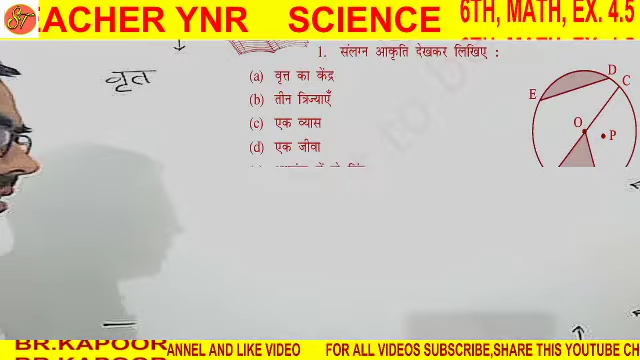 EACHER YNR SCIENCE
6TH, MATH, EX. 4.5
वृत
1. संलग्न आकृति देखकर लिखिए :
(a) वृत्त का केंद्र
(b) तीन त्रिज्याएँ
(c) एक व्यास
(d) एक जीवा
E
D
C
O
P
BR.KAPOOR
ANNEL AND LIKE VIDEO FOR ALL VIDEOS SUBSCRIBE,SHARE THIS YOUTUBE CH